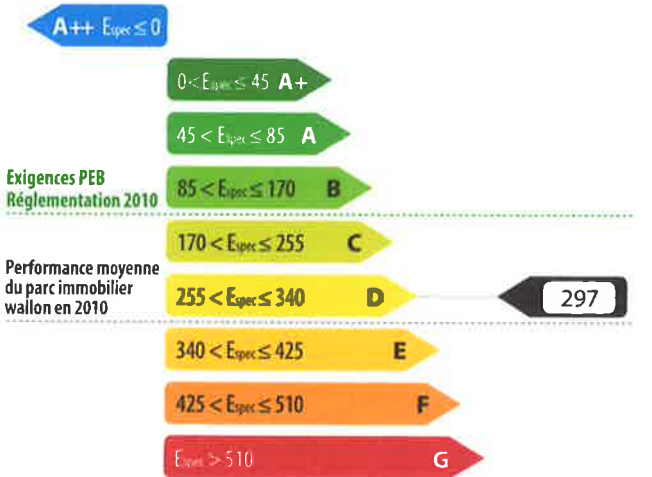 A++ Espec ≤ 0
0 < Espec ≤ 45 A+
45 < Espec ≤ 85 A
Exigences PEB
Réglementation 2010
85 < Espec ≤ 170 B
170 < Espec ≤ 255 C
Performance moyenne
du parc immobilier
wallon en 2010
255 < Espec ≤ 340 D
297
340 < Espec ≤ 425 E
425 < Espec ≤ 510 F
Espec > 510 G